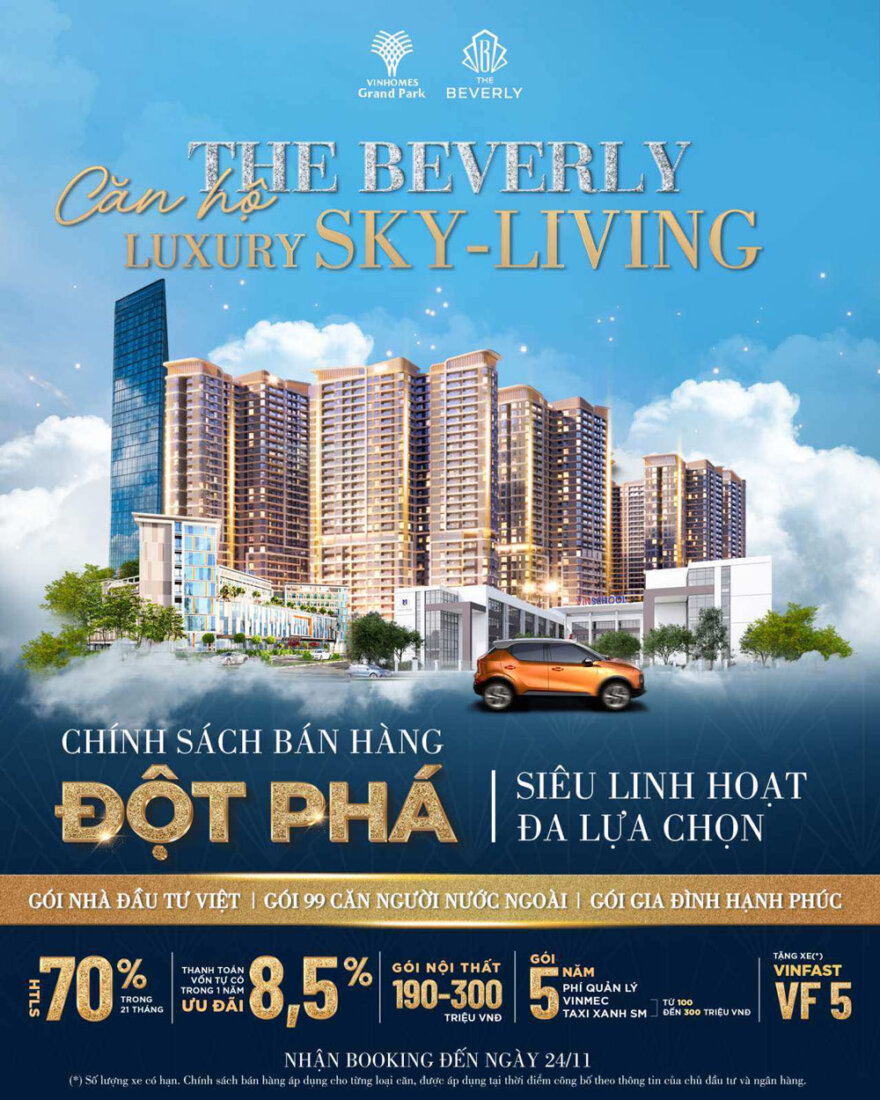 VINHOMES
Grand Park
THE
BEVERLY
THE BEVERLY
Căn hộ
LUXURY SKY-LIVING
VINSCHOOL
CHÍNH SÁCH BÁN HÀNG
ĐỘT PHÁ
SIÊU LINH HOẠT
ĐA LỰA CHỌN
GÓI NHÀ ĐẦU TƯ VIỆT | GÓI 99 CĂN NGƯỜI NƯỚC NGOÀI | GÓI GIA ĐÌNH HẠNH PHÚC
HTLS 70%
TRONG
21 THÁNG
THANH TOÁN
VỐN TỰ CÓ
TRONG 1 NĂM
ƯU ĐÃI 8,5%
GÓI NỘI THẤT
190-300
TRIỆU VNĐ
GÓI
5 NĂM
PHÍ QUẢN LÝ
VINMEC
TAXI XANH SM
TỪ 100
ĐẾN 300 TRIỆU VNĐ
TẶNG XE(*)
VINFAST
VF 5
NHẬN BOOKING ĐẾN NGÀY 24/11
(*) Số lượng xe có hạn. Chính sách bán hàng áp dụng cho từng loại căn, được áp dụng tại thời điểm công bố theo thông tin của chủ đầu tư và ngân hàng.